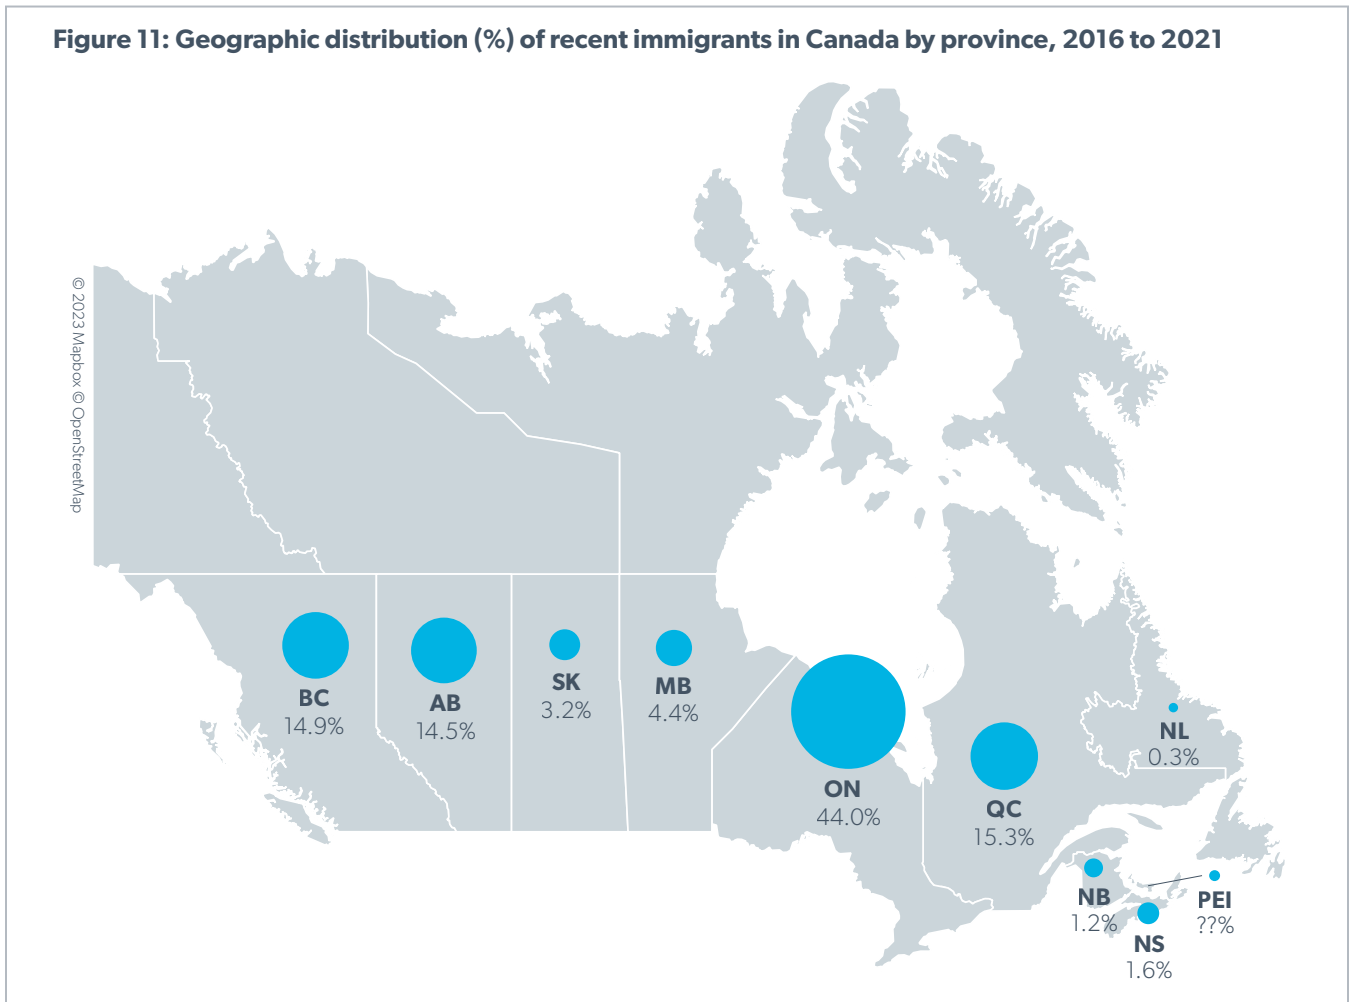 Figure 11: Geographic distribution (%) of recent immigrants in Canada by province, 2016 to 2021
© 2023 Mapbox © OpenStreetMap
BC
14.9%
AB
14.5%
SK
3.2%
MB
4.4%
ON
44.0%
QC
15.3%
NL
0.3%
NB
1.2%
NS
1.6%
PEI
??%